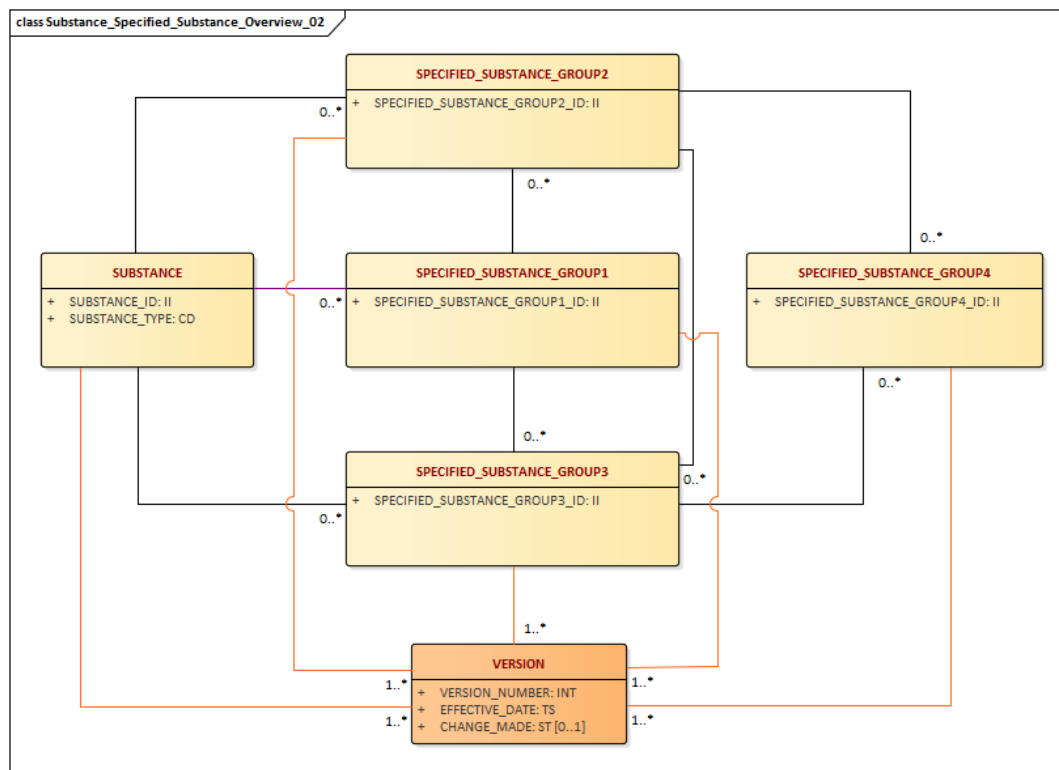 class Substance_Specified_Substance_Overview_02
SPECIFIED_SUBSTANCE_GROUP2
+ SPECIFIED_SUBSTANCE_GROUP2_ID: II
0..*
0..*
0..*
SUBSTANCE
+ SUBSTANCE_ID: II
+ SUBSTANCE_TYPE: CD
SPECIFIED_SUBSTANCE_GROUP1
+ SPECIFIED_SUBSTANCE_GROUP1_ID: II
0..*
SPECIFIED_SUBSTANCE_GROUP4
+ SPECIFIED_SUBSTANCE_GROUP4_ID: II
0..*
0..*
SPECIFIED_SUBSTANCE_GROUP3
+ SPECIFIED_SUBSTANCE_GROUP3_ID: II
0..*
0..*
1..*
VERSION
+ VERSION_NUMBER: INT
+ EFFECTIVE_DATE: TS
+ CHANGE_MADE: ST [0..1]
1..*
1..*
1..*
1..*